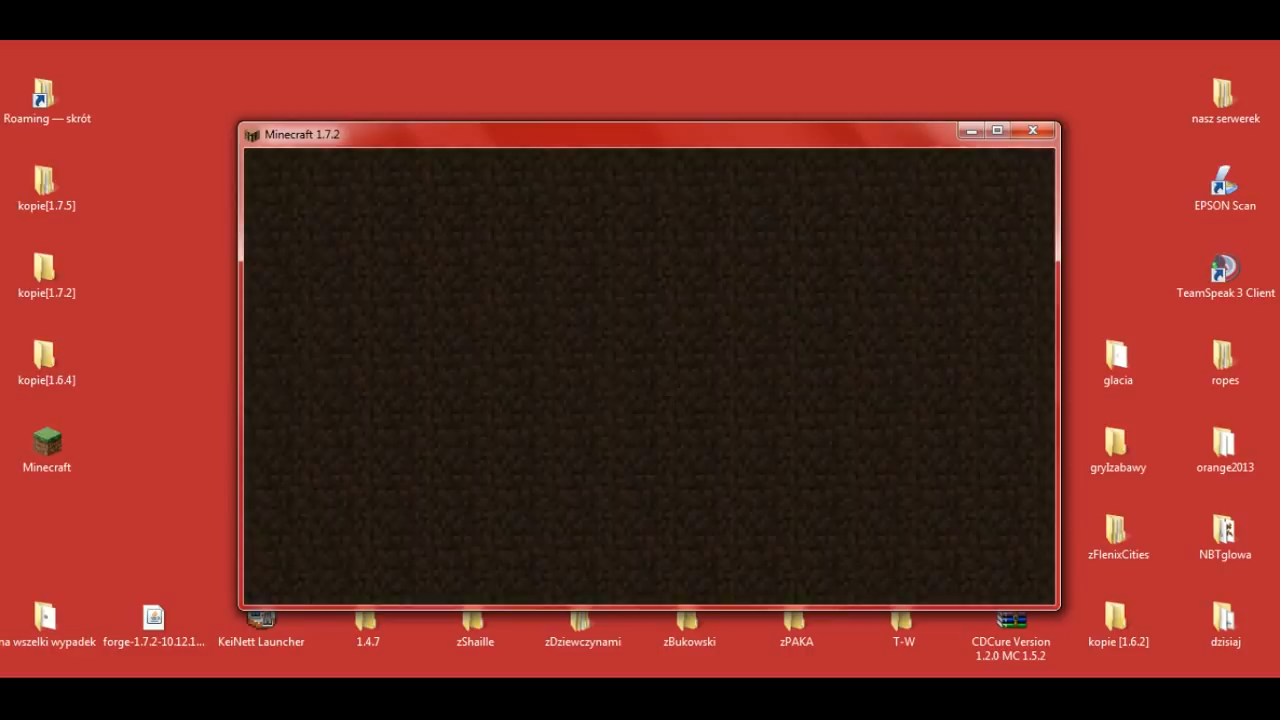 Roaming — skrót
nasz serwerek
Minecraft 1.7.2
kopie[1.7.5]
EPSON Scan
kopie[1.7.2]
TeamSpeak 3 Client
kopie[1.6.4]
glacia
ropes
Minecraft
gryIzabawy
orange2013
zFlenixCities
NBTglowa
na wszelki wypadek
forge-1.7.2-10.12.1...
KeiNett Launcher
1.4.7
zShaille
zDziewczynami
zBukowski
zPAKA
T-W
CDCure Version
1.2.0 MC 1.5.2
kopie [1.6.2]
dzisiaj